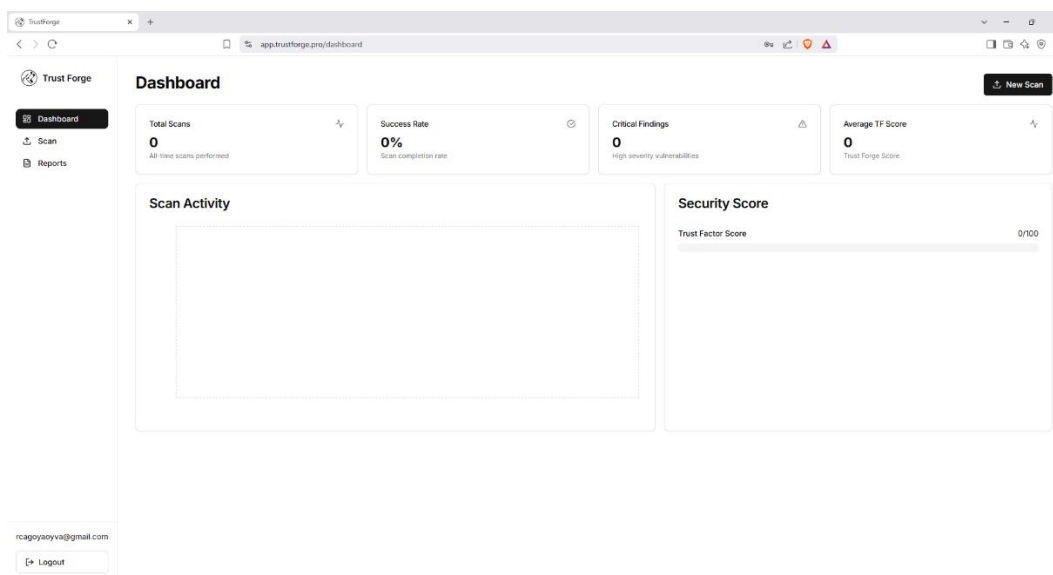 TrustForge
app.trustforge.pro/dashboard
Trust Forge
Dashboard
Scan
Reports
Dashboard
New Scan
Total Scans
0
All-time scans performed
Success Rate
0%
Scan completion rate
Critical Findings
0
High severity vulnerabilities
Average TF Score
0
Trust Forge Score
Scan Activity
Security Score
Trust Factor Score 0/100
rcagoyaoyva@gmail.com
Logout